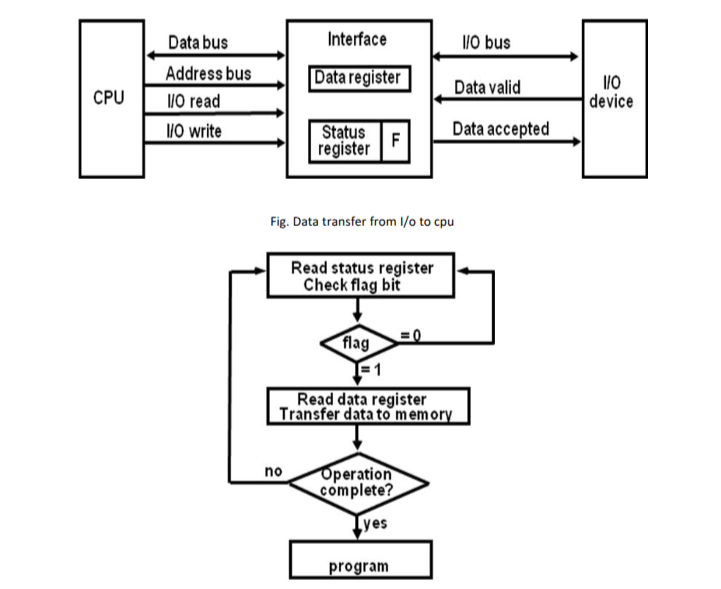 Data bus
Interface
I/O bus
Address bus
Data register
Data valid
I/O
device
CPU
I/O read
I/O write
Status
register
F
Data accepted
Fig. Data transfer from I/o to cpu
Read status register
Check flag bit
flag
=0
=1
Read data register
Transfer data to memory
no
Operation
complete?
yes
program